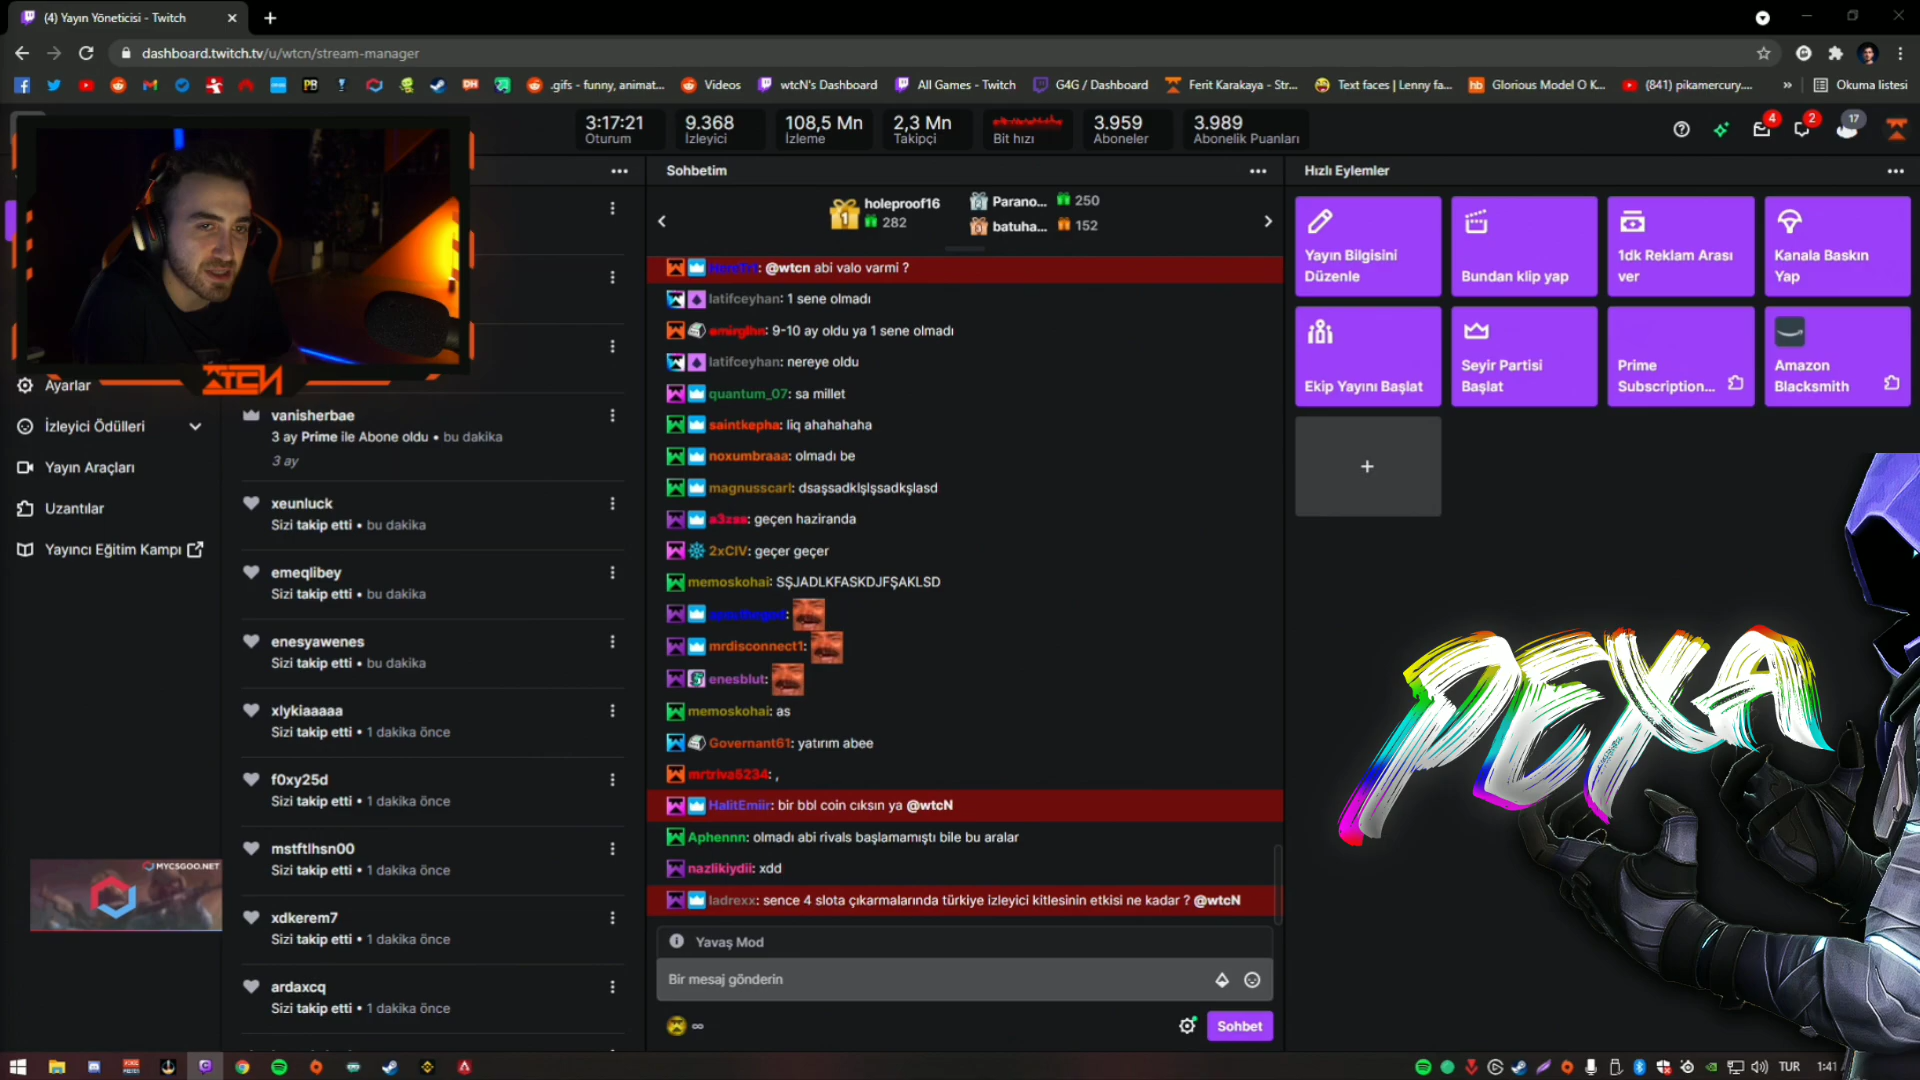 (4) Yayın Yöneticisi - Twitch
dashboard.twitch.tv/u/wtcn/stream-manager
.gifs - funny, animat...
Videos
wtcN's Dashboard
All Games - Twitch
G4G / Dashboard
Ferit Karakaya - Str...
Text faces | Lenny fa...
Glorious Model O K...
(841) pikamercury....
Okuma listesi
3:17:21
Oturum
9.368
İzleyici
108,5 Mn
İzleme
2,3 Mn
Takipçi
Bit hızı
3.959
Aboneler
3.989
Abonelik Puanları
4
2
17
WTCN
Ayarlar
İzleyici Ödülleri
Yayın Araçları
Uzantılar
Yayıncı Eğitim Kampı
MYCSGOO.NET
vanisherbae
3 ay Prime ile Abone oldu • bu dakika
3 ay
xeunluck
Sizi takip etti • bu dakika
emeqlibey
Sizi takip etti • bu dakika
enesyawenes
Sizi takip etti • bu dakika
xlykiaaaaa
Sizi takip etti • 1 dakika önce
f0xy25d
Sizi takip etti • 1 dakika önce
mstftlhsn00
Sizi takip etti • 1 dakika önce
xdkerem7
Sizi takip etti • 1 dakika önce
ardaxcq
Sizi takip etti • 1 dakika önce
Sohbetim
1
holeproof16
282
Parano... 250
batuha... 152
@wtcn abi valo varmi ?
latifceyhan: 1 sene olmadı
amirglhn: 9-10 ay oldu ya 1 sene olmadı
latifceyhan: nereye oldu
quantum_07: sa millet
saintkepha: liq ahahahaha
noxumbraaa: olmadı be
magnusscarl: dsaşsadklşlşsadkşlasd
a3zss: geçen haziranda
2xCIV: geçer geçer
memoskohai: SŞJADLKFASKDJFŞAKLSD
mrdisconnect1:
enesblut:
memoskohai: as
Governant61: yatırım abee
mrtriva5234: ,
HalitEmiir: bir bbl coin cıksın ya @wtcN
Aphennn: olmadı abi rivals başlamamıştı bile bu aralar
nazlikiydii: xdd
ladrexx: sence 4 slota çıkarmalarında türkiye izleyici kitlesinin etkisi ne kadar ? @wtcN
Yavaş Mod
Bir mesaj gönderin
∞
Sohbet
Hızlı Eylemler
Yayın Bilgisini
Düzenle
Bundan klip yap
1dk Reklam Arası
ver
Kanala Baskın
Yap
Ekip Yayını Başlat
Seyir Partisi
Başlat
Prime
Subscription...
Amazon
Blacksmith
+
PEXA
TUR
1:41